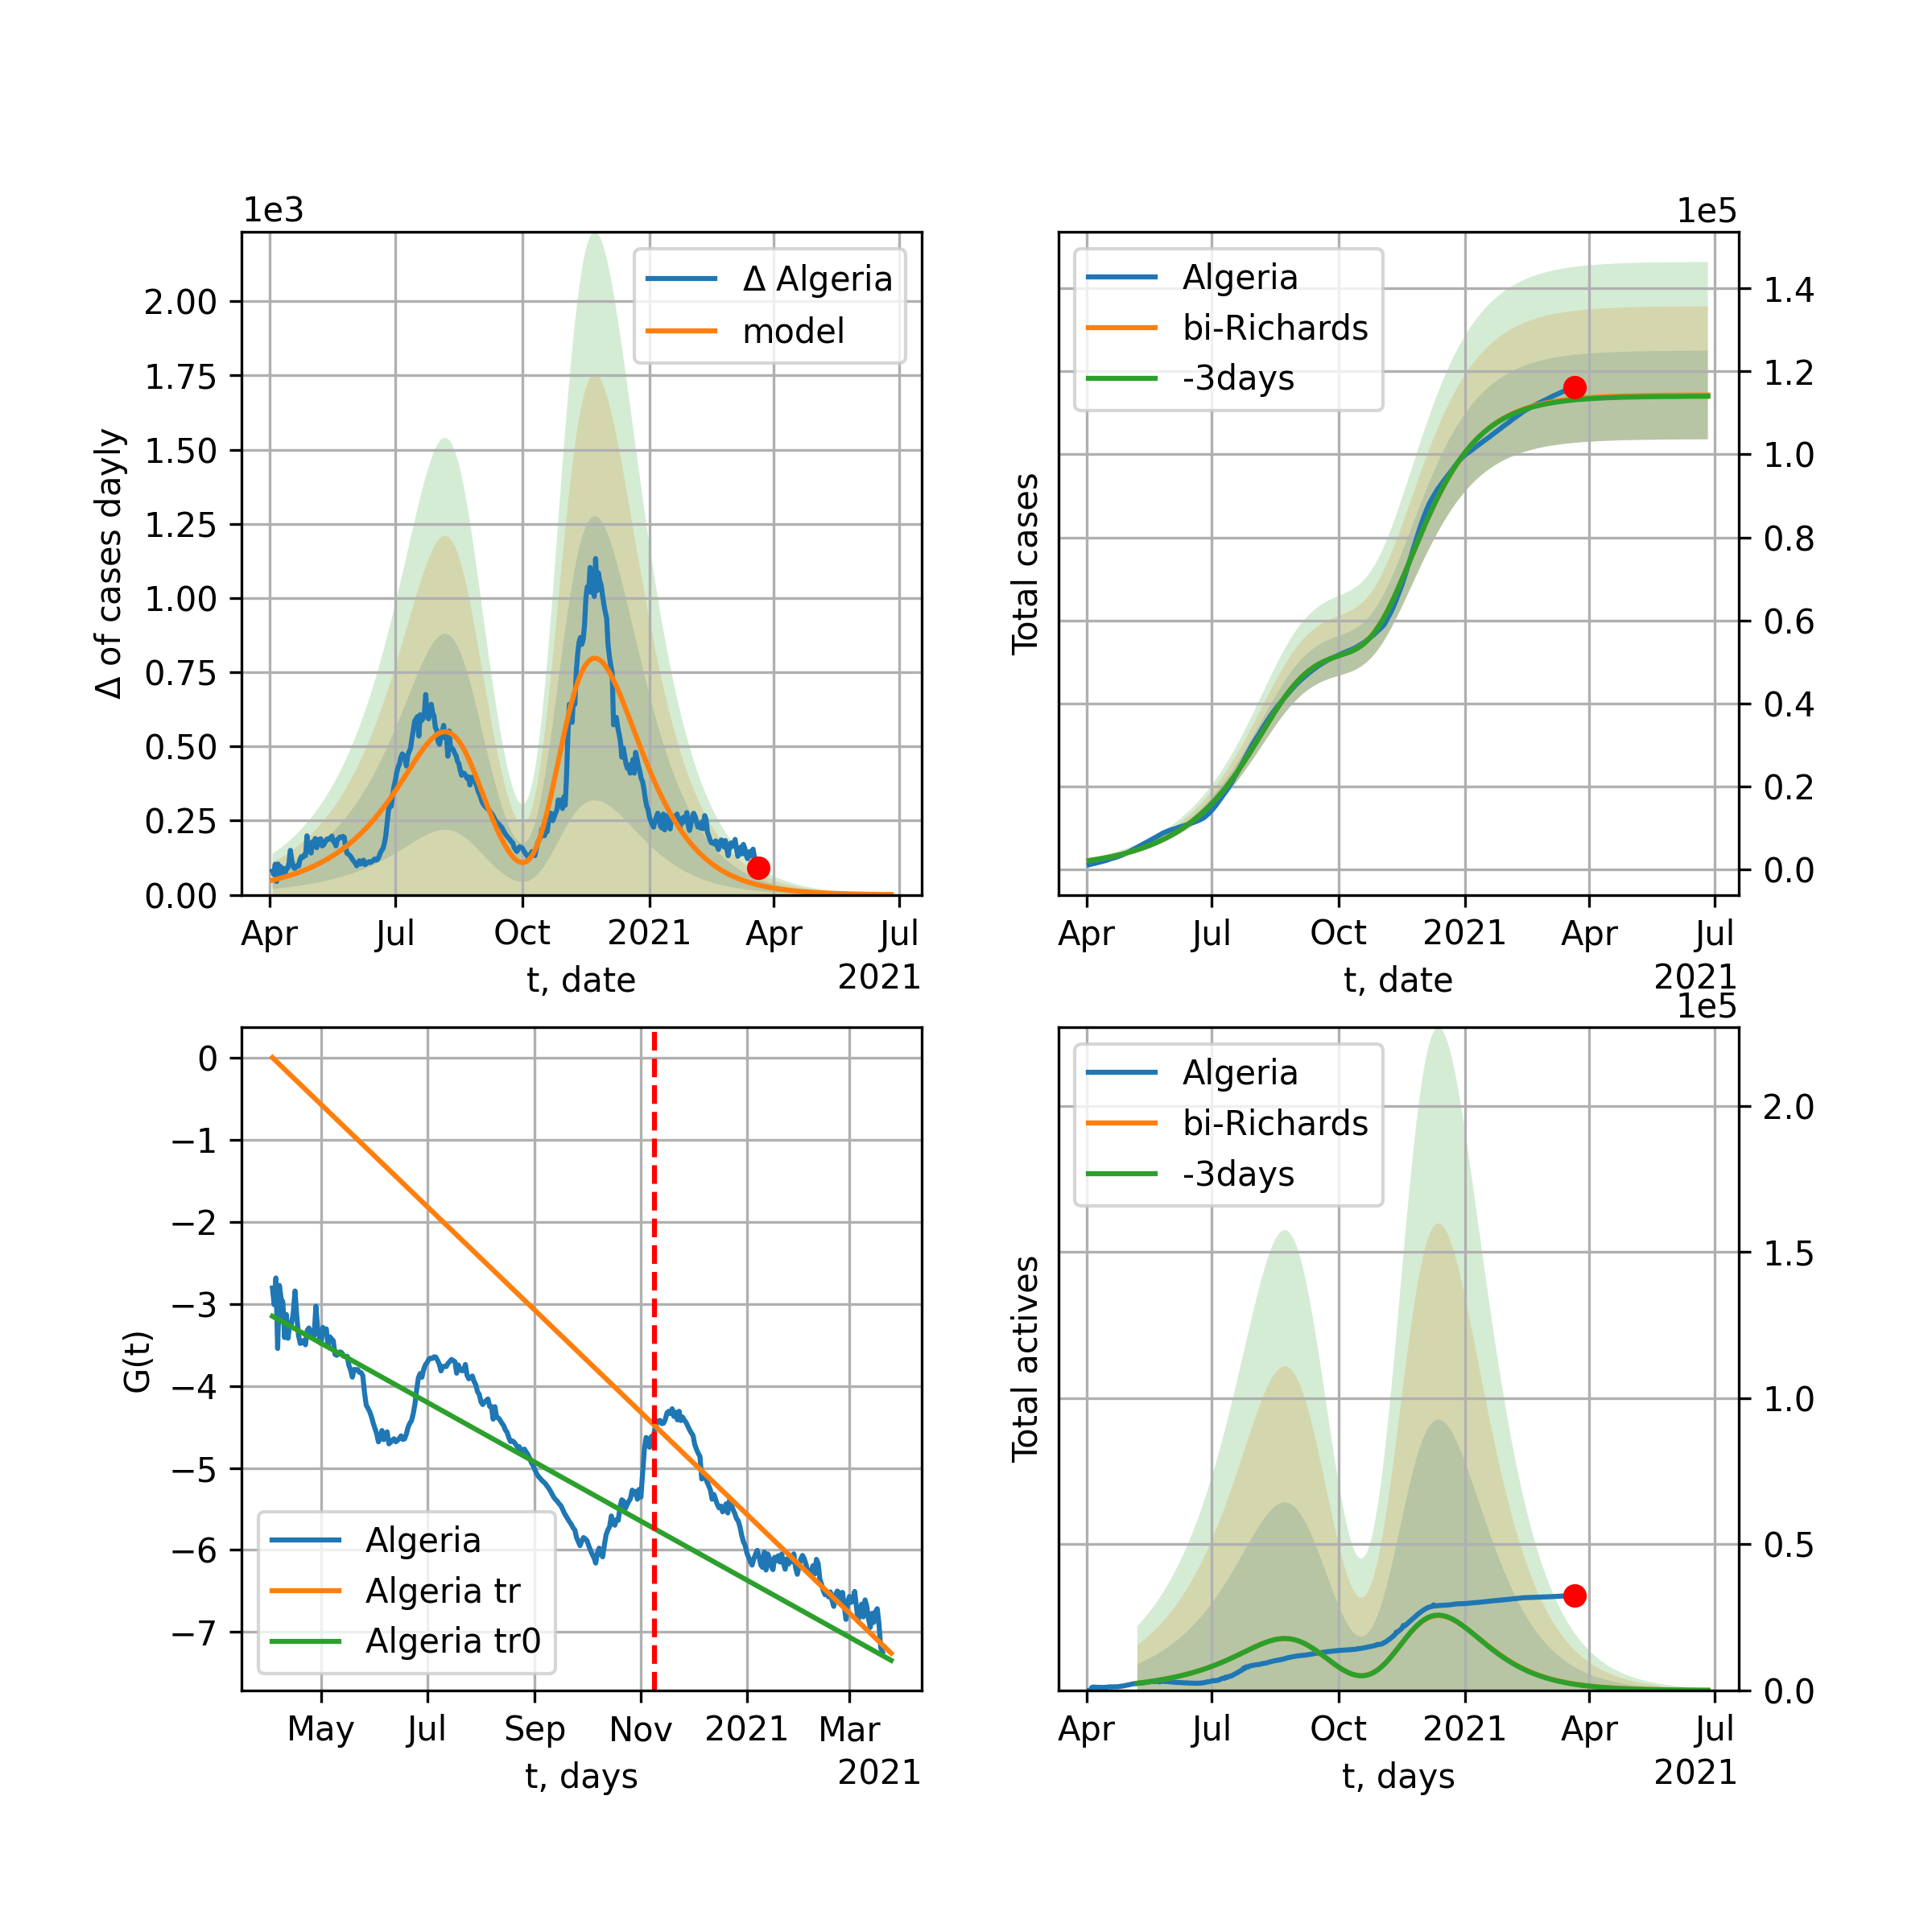 1e3
Δ of cases dayly
2.00
1.75
1.50
1.25
1.00
0.75
0.50
0.25
0.00
Δ Algeria
model
Apr Jul Oct 2021 Apr Jul
t, date
2021
1e5
Total cases
Algeria
bi-Richards
-3days
1.4
1.2
1.0
0.8
0.6
0.4
0.2
0.0
Apr Jul Oct 2021 Apr Jul
t, date
2021
G(t)
0
−1
−2
−3
−4
−5
−6
−7
Algeria
Algeria tr
Algeria tr0
May Jul Sep Nov 2021 Mar
t, days
2021
1e5
Total actives
Algeria
bi-Richards
-3days
2.0
1.5
1.0
0.5
0.0
Apr Jul Oct 2021 Apr Jul
t, days
2021